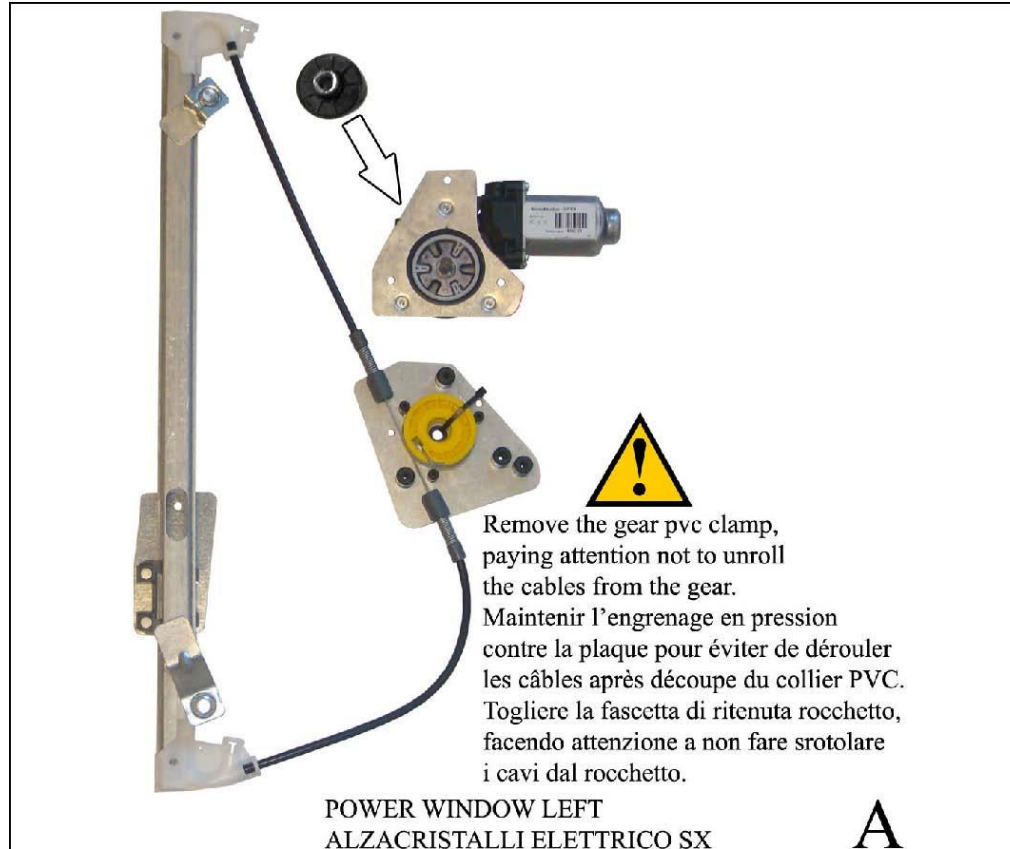 Remove the gear pvc clamp,
paying attention not to unroll
the cables from the gear.
Maintenir l’engrenage en pression
contre la plaque pour éviter de dérouler
les câbles après découpe du collier PVC.
Togliere la fascetta di ritenuta rocchetto,
facendo attenzione a non fare srotolare
i cavi dal rocchetto.
POWER WINDOW LEFT
ALZACRISTALLI ELETTRICO SX
A